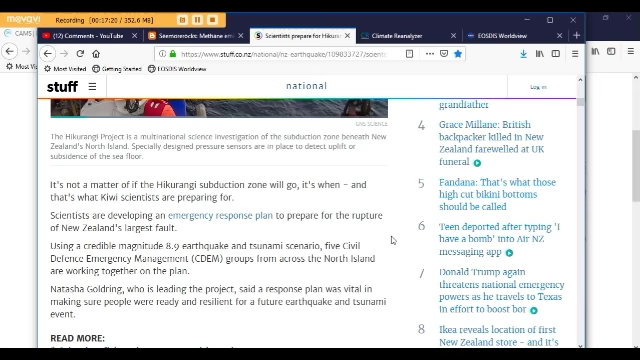 movavi
Recording | 00:17:20 / 352.6 MB
CAMS
(2) Comments - YouTube
Seemorerocks: Methane em
Scientists prepare for Hikurangi
Climate Reanalyzer
EOSDIS Worldview
https://www.stuff.co.nz/national/nz-earthquake/109833727/scient
Most Visited
Getting Started
EOSDIS Worldview
stuff
national
Log in
GNS SCIENCE
The Hikurangi Project is a multinational science investigation of the subduction zone beneath New
Zealand's North Island. Specially designed pressure sensors are in place to detect uplift or
subsidence of the sea floor.
It's not a matter of if the Hikurangi subduction zone will go, it's when – and
that's what Kiwi scientists are preparing for.
Scientists are developing an emergency response plan to prepare for the rupture
of New Zealand's largest fault.
Using a credible magnitude 8.9 earthquake and tsunami scenario, five Civil
Defence Emergency Management (CDEM) groups from across the North Island
are working together on the plan.
Natasha Goldring, who is leading the project, said a response plan was vital in
making sure people were ready and resilient for a future earthquake and tsunami
event.
READ MORE:
grandfather
4 Grace Millane: British
backpacker killed in New
Zealand farewelled at UK
funeral
5 Fandana: That's what those
high cut bikini bottoms
should be called
6 Teen deported after typing 'I
have a bomb' into Air NZ
messaging app
7 Donald Trump again
threatens national emergency
powers as he travels to Texas
in effort to boost bor
8 Ikea reveals location of first
New Zealand store - and it's
Most Visited